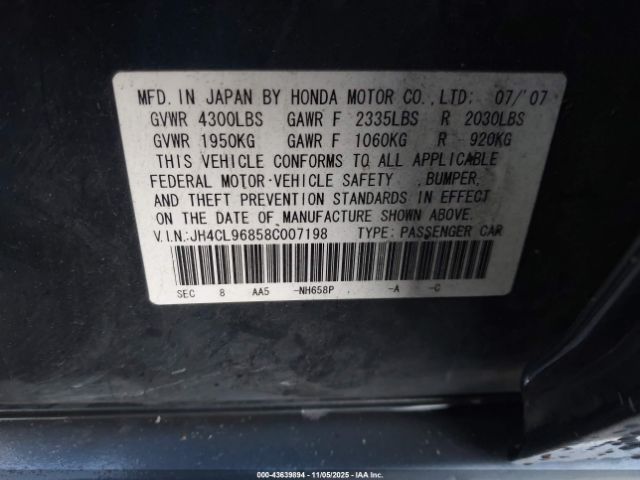 MFD. IN JAPAN BY HONDA MOTOR CO., LTD: 07/'07
GVWR 4300LBS GAWR F 2335LBS R 2030LBS
GVWR 1950KG GAWR F 1060KG R 920KG
THIS VEHICLE CONFORMS TO ALL APPLICABLE
FEDERAL MOTOR-VEHICLE SAFETY , BUMPER,
AND THEFT PREVENTION STANDARDS IN EFFECT
ON THE DATE OF MANUFACTURE SHOWN ABOVE.
V.I.N.:JH4CL96858C007198 TYPE: PASSENGER CAR
SEC 8 AA5 -NH658P , -A -C
00-43639894 - 11/05/2025 - IAA Inc.